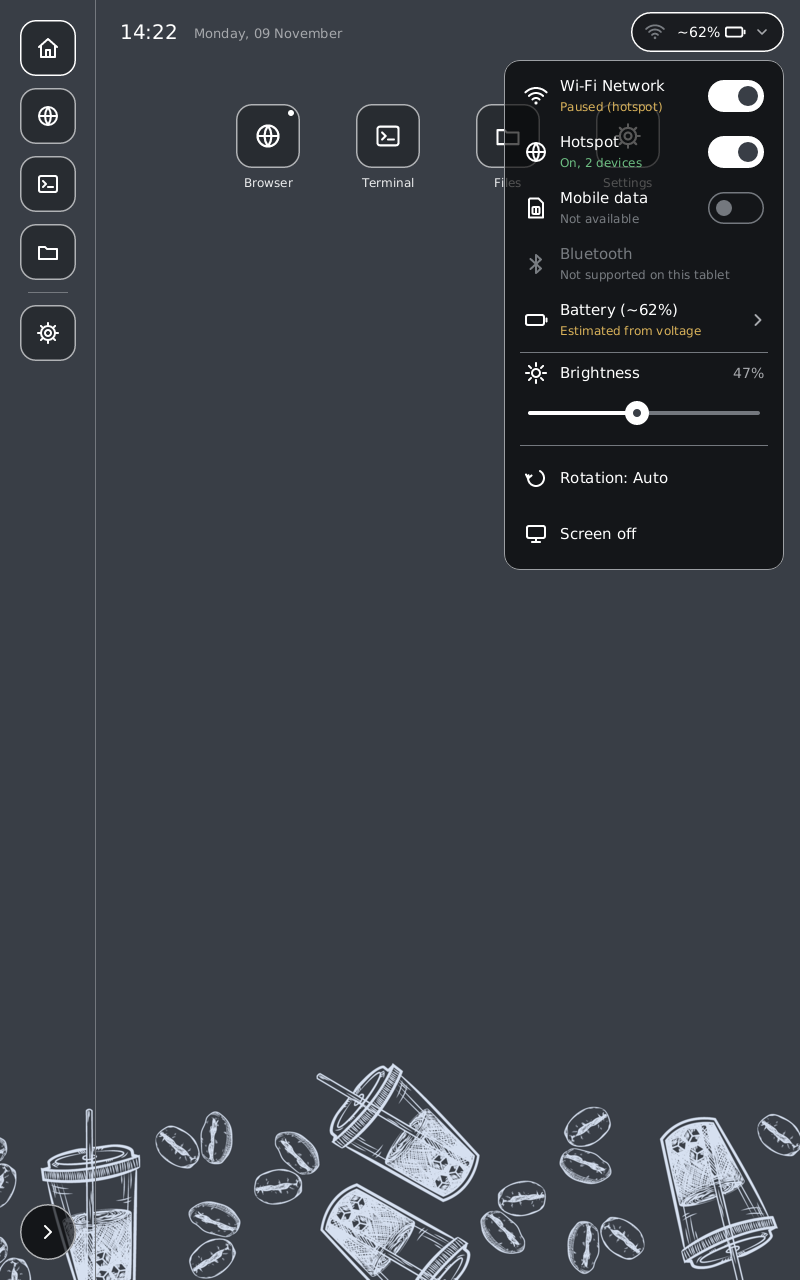 14:22 Monday, 09 November
~62%
Wi-Fi Network
Paused (hotspot)
Hotspot
On, 2 devices
Browser
Terminal
Files
Settings
Mobile data
Not available
Bluetooth
Not supported on this tablet
Battery (~62%)
Estimated from voltage
Brightness 47%
Rotation: Auto
Screen off